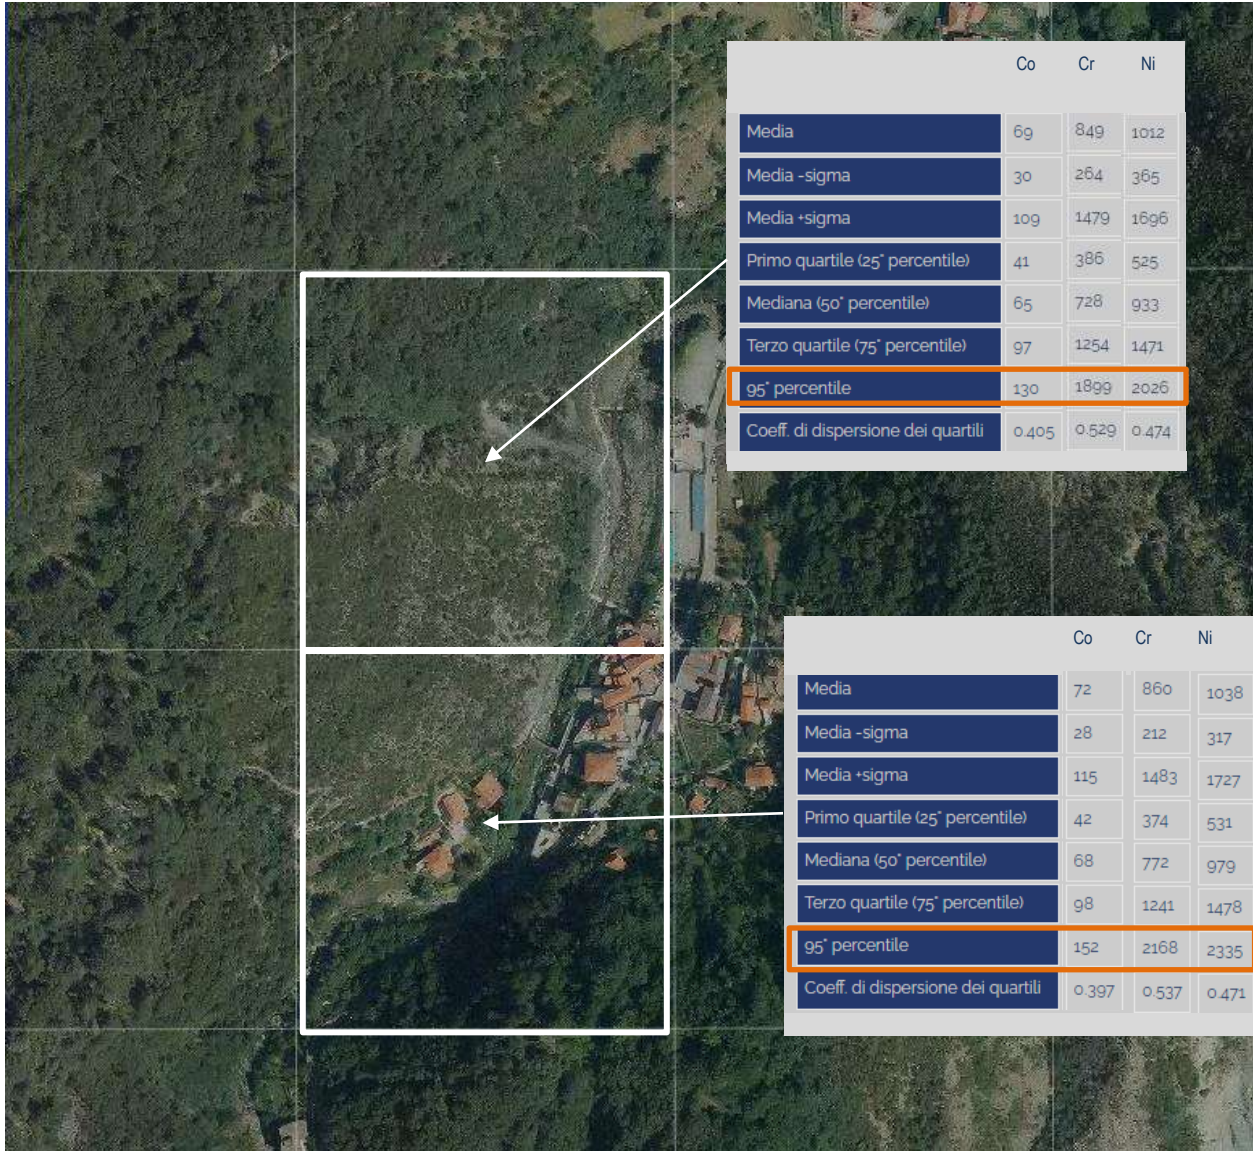 Co Cr Ni
Media 69 849 1012
Media -sigma 30 264 365
Media +sigma 109 1479 1696
Primo quartile (25° percentile) 41 386 525
Mediana (50° percentile) 65 728 933
Terzo quartile (75° percentile) 97 1254 1471
95° percentile 130 1899 2026
Coeff. di dispersione dei quartili 0.405 0.529 0.474
Co Cr Ni
Media 72 860 1038
Media -sigma 28 212 317
Media +sigma 115 1483 1727
Primo quartile (25° percentile) 42 374 531
Mediana (50° percentile) 68 772 979
Terzo quartile (75° percentile) 98 1241 1478
95° percentile 152 2168 2335
Coeff. di dispersione dei quartili 0.397 0.537 0.471